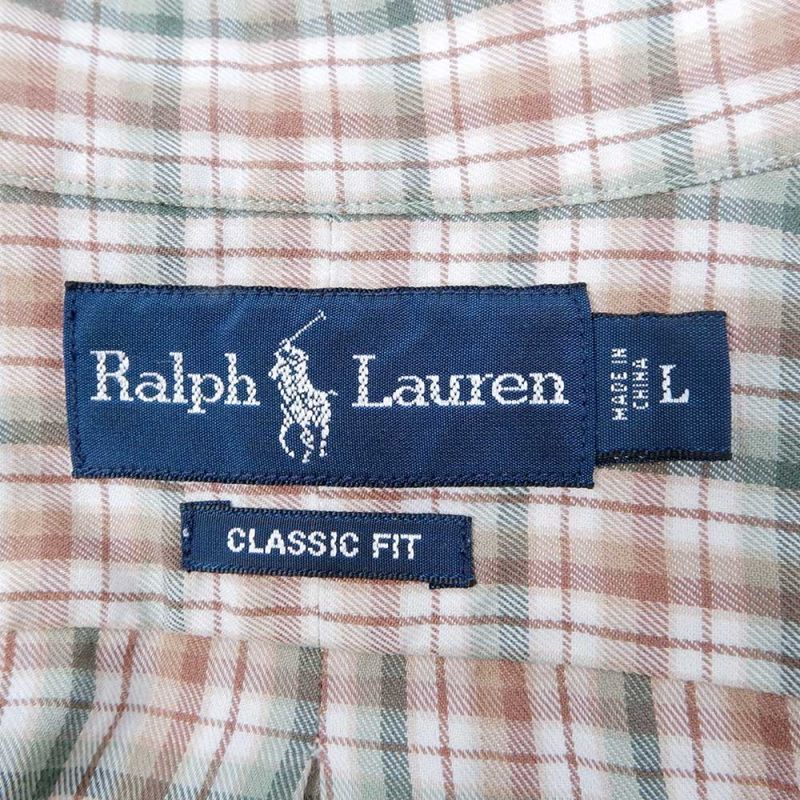 Ralph Lauren
MADE IN
CHINA
L
CLASSIC FIT